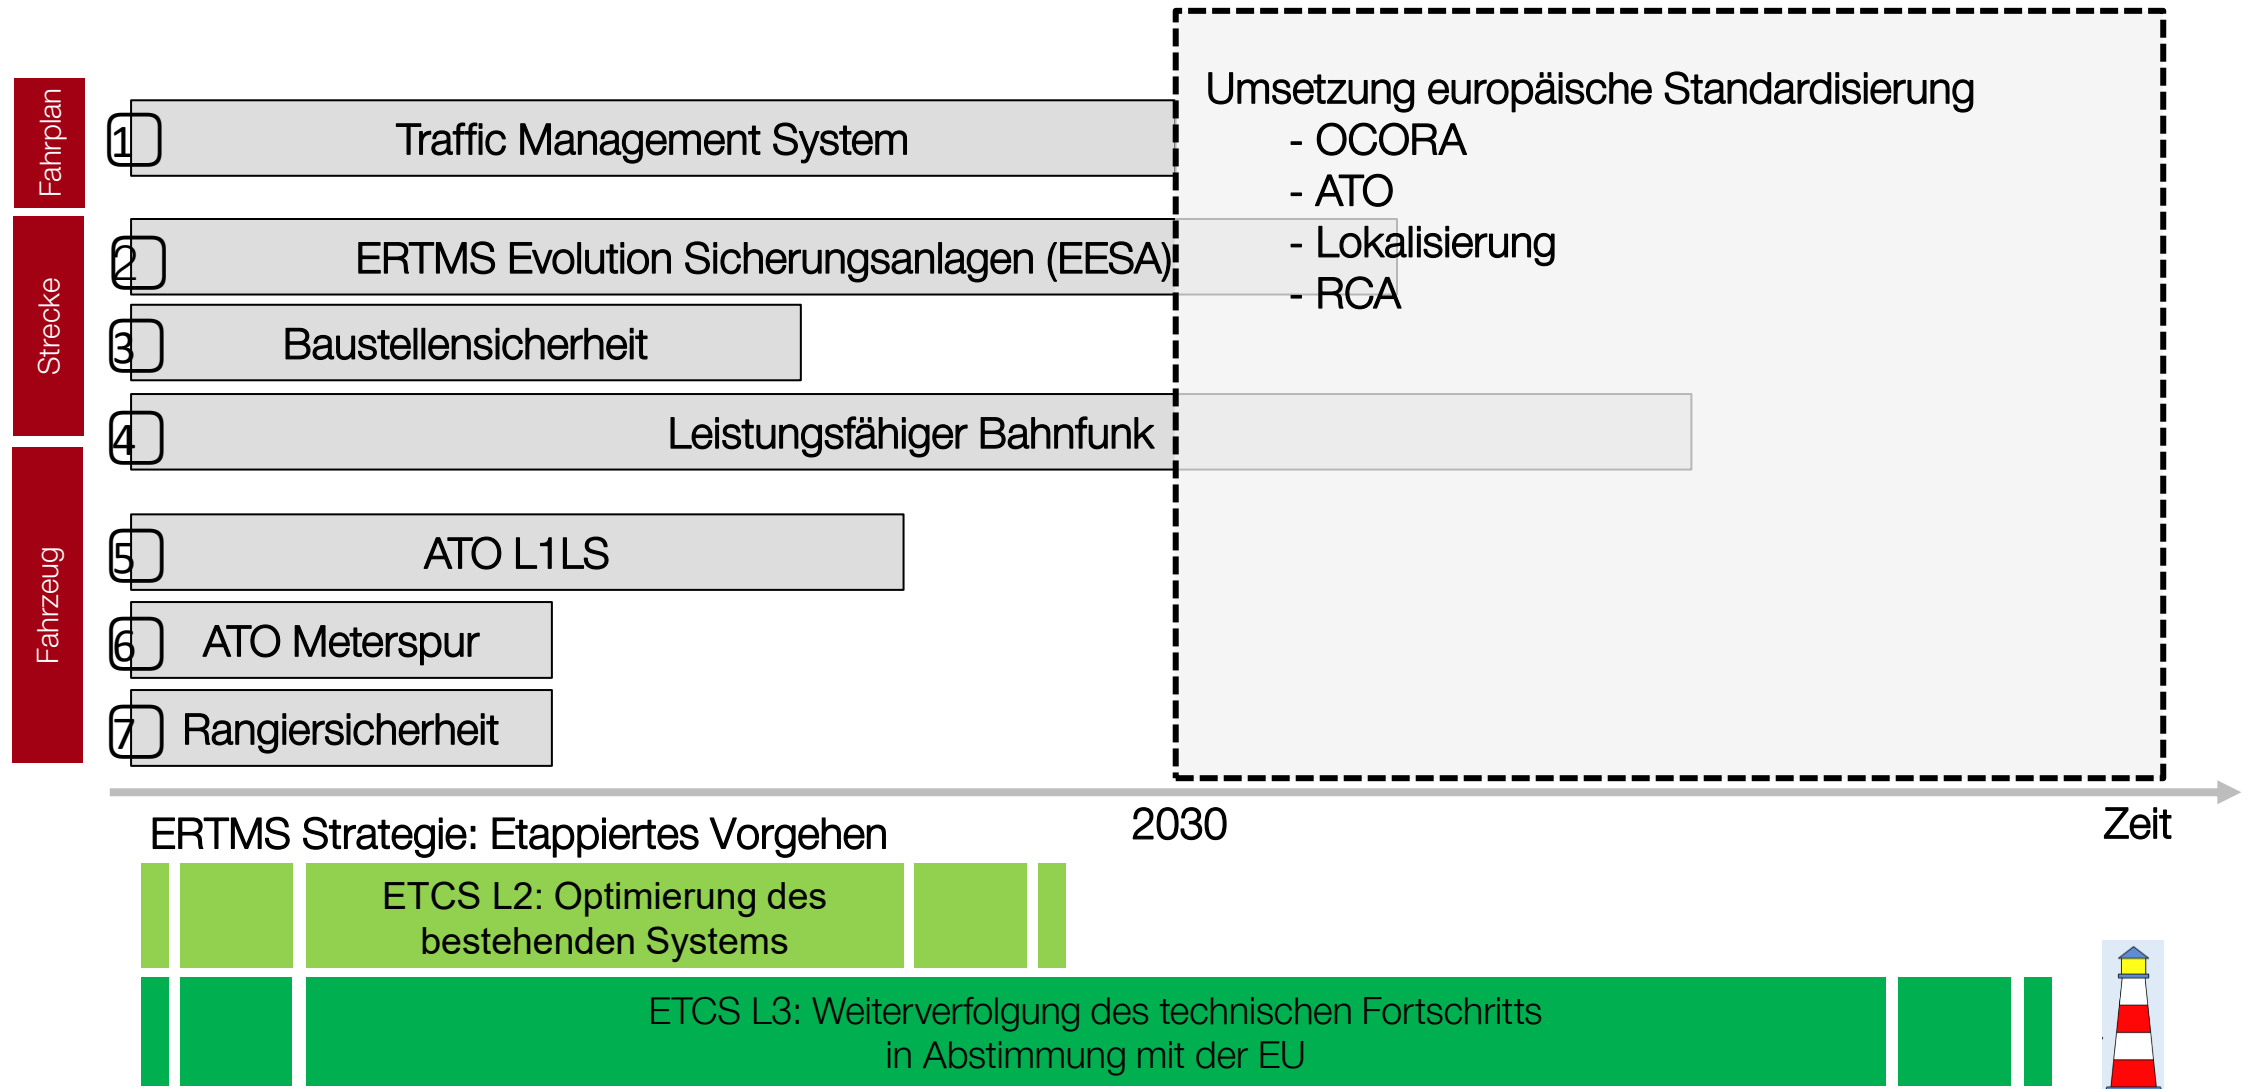 Fahrplan
1
Traffic Management System
Strecke
2
ERTMS Evolution Sicherungsanlagen (EESA)
3
Baustellensicherheit
4
Leistungsfähiger Bahnfunk
Fahrzeug
5
ATO L1LS
6
ATO Meterspur
7
Rangiersicherheit
Umsetzung europäische Standardisierung
- OCORA
- ATO
- Lokalisierung
- RCA
2030
Zeit
ERTMS Strategie: Etappiertes Vorgehen
ETCS L2: Optimierung des
bestehenden Systems
ETCS L3: Weiterverfolgung des technischen Fortschritts
in Abstimmung mit der EU